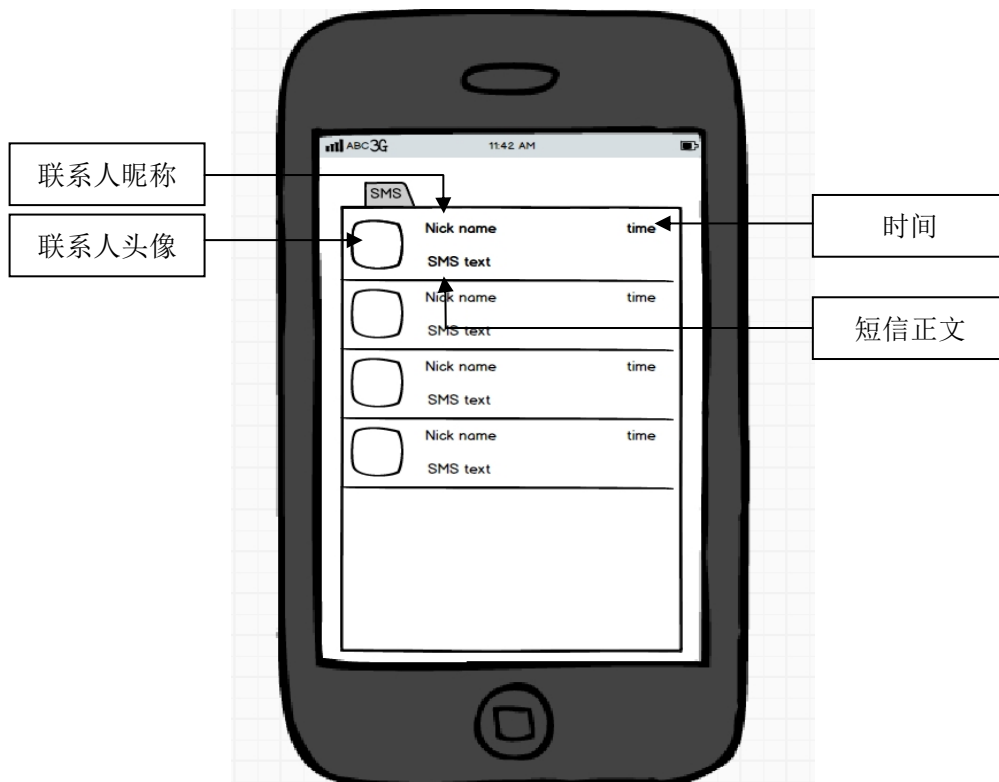 ABC 3G 11:42 AM
联系人昵称
SMS
联系人头像
Nick name time
时间
SMS text
Nick name time
短信正文
SMS text
Nick name time
SMS text
Nick name time
SMS text